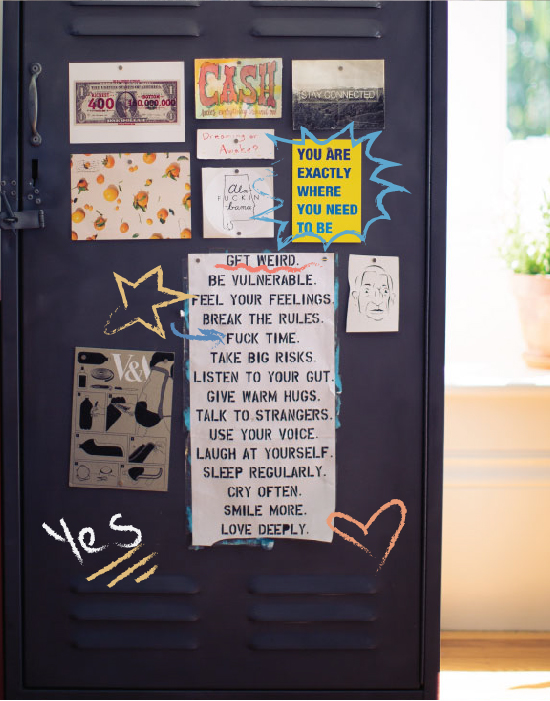 400
160,000,000
CASH
STAY CONNECTED
Dreaming or
Awake?
YOU ARE
EXACTLY
WHERE
YOU NEED
TO BE
ala
FUCKIN
bama
GET WEIRD.
BE VULNERABLE.
FEEL YOUR FEELINGS.
BREAK THE RULES.
FUCK TIME.
TAKE BIG RISKS.
LISTEN TO YOUR GUT.
GIVE WARM HUGS.
TALK TO STRANGERS.
USE YOUR VOICE.
LAUGH AT YOURSELF.
SLEEP REGULARLY.
CRY OFTEN.
SMILE MORE.
LOVE DEEPLY.
V&V
Yes